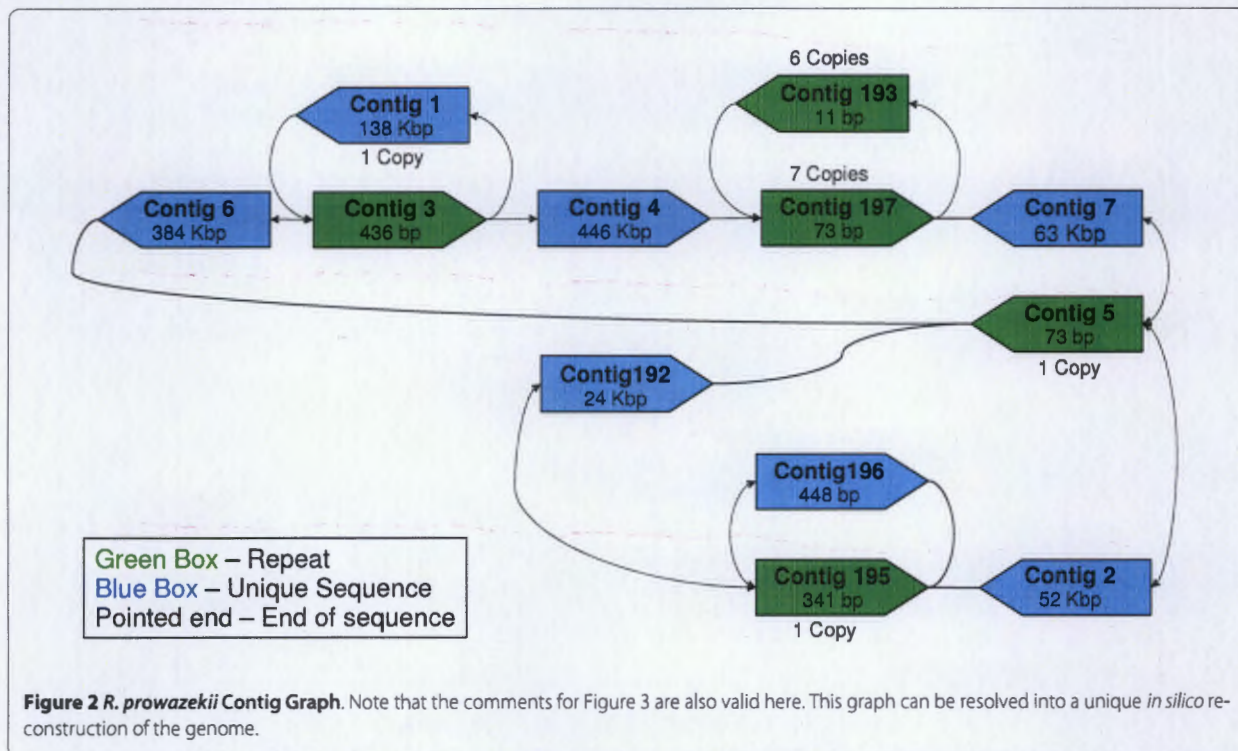 6 Copies
Contig 193
11 bp
Contig 1
138 Kbp
1 Copy
7 Copies
Contig 6
384 Kbp
Contig 3
436 bp
Contig 4
446 Kbp
Contig 197
73 bp
Contig 7
63 Kbp
Contig 5
73 bp
1 Copy
Contig192
24 Kbp
Contig196
448 bp
Contig 195
341 bp
1 Copy
Contig 2
52 Kbp
Green Box – Repeat
Blue Box – Unique Sequence
Pointed end – End of sequence
Figure 2 R. prowazekii Contig Graph. Note that the comments for Figure 3 are also valid here. This graph can be resolved into a unique in silico re-
construction of the genome.